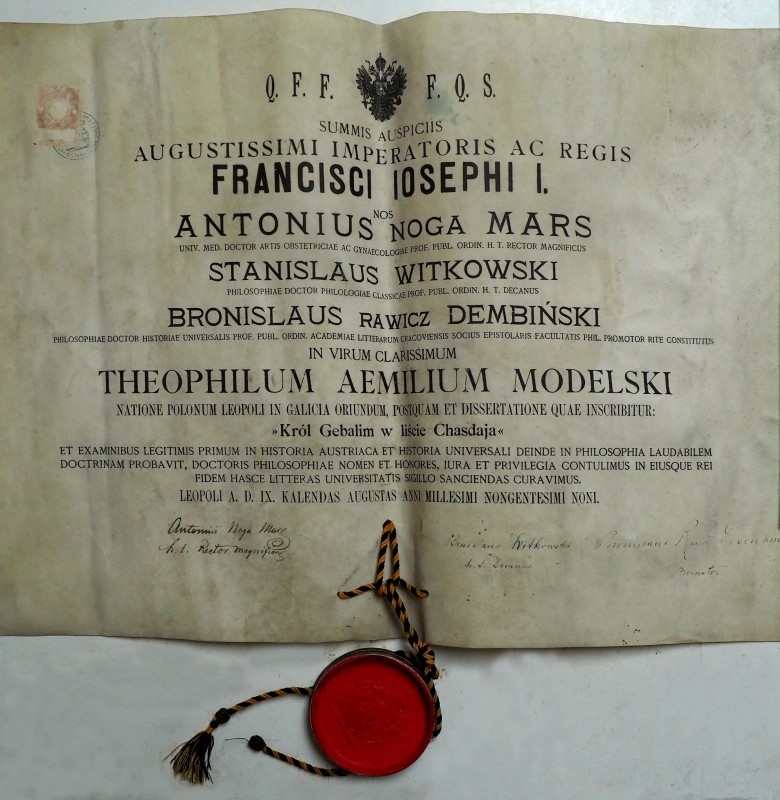 Q. F. F. F. Q. S.
SUMMIS AUSPICIIS
AUGUSTISSIMI IMPERATORIS AC REGIS
FRANCISCI IOSEPHI I.
NOS
ANTONIUS NOGA MARS
UNIV. MED. DOCTOR ARTIS OBSTETRICIAE AC GYNAECOLOGIAE PROF. PUBL. ORDIN. H. T. RECTOR MAGNIFICUS
STANISLAUS WITKOWSKI
PHILOSOPHIAE DOCTOR PHILOLOGIAE CLASSICAE PROF. PUBL. ORDIN. H. T. DECANUS
BRONISLAUS RAWICZ DEMBIŃSKI
PHILOSOPHIAE DOCTOR HISTORIAE UNIVERSALIS PROF. PUBL. ORDIN. ACADEMIAE LITTERARUM CRACOVIENSIS SOCIUS EPISTOLARIS FACULTATIS PHIL. PROMOTOR RITE CONSTITUTUS
IN VIRUM CLARISSIMUM
THEOPHILUM AEMILIUM MODELSKI
NATIONE POLONUM LEOPOLI IN GALICIA ORIUNDUM, POSTQUAM ET DISSERTATIONE QUAE INSCRIBITUR:
»Król Gebalim w liście Chasdaja«
ET EXAMINIBUS LEGITIMIS PRIMUM IN HISTORIA AUSTRIACA ET HISTORIA UNIVERSALI DEINDE IN PHILOSOPHIA LAUDABILEM
DOCTRINAM PROBAVIT, DOCTORIS PHILOSOPHIAE NOMEN ET HONORES, IURA ET PRIVILEGIA CONTULIMUS IN EIUSQUE REI
FIDEM HASCE LITTERAS UNIVERSITATIS SIGILLO SANCIENDAS CURAVIMUS.
LEOPOLI A. D. IX. KALENDAS AUGUSTAS ANNI MILLESIMI NONGENTESIMI NONI.
Antonius Noga Mars
h. t. Rector Magnificus
Stanislaus Witkowski
h. t. Decanus